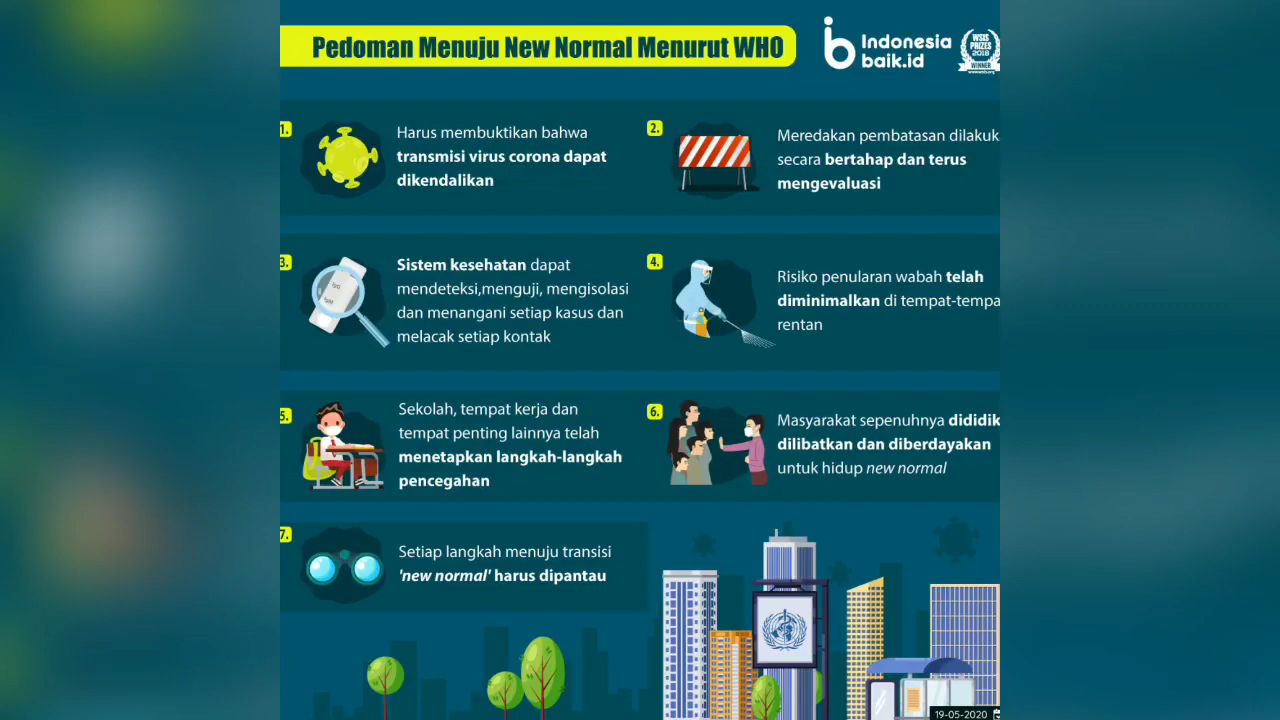 Pedoman Menuju New Normal Menurut WHO
Indonesia
baik.id
WSIS
PRIZES
2018
WINNER
1.
Harus membuktikan bahwa
transmisi virus corona dapat
dikendalikan
2.
Meredakan pembatasan dilakuk
secara bertahap dan terus
mengevaluasi
3.
Sistem kesehatan dapat
mendeteksi,menguji, mengisolasi
dan menangani setiap kasus dan
melacak setiap kontak
4.
Risiko penularan wabah telah
diminimalkan di tempat-tempa
rentan
5.
Sekolah, tempat kerja dan
tempat penting lainnya telah
menetapkan langkah-langkah
pencegahan
6.
Masyarakat sepenuhnya dididik
dilibatkan dan diberdayakan
untuk hidup new normal
7.
Setiap langkah menuju transisi
'new normal' harus dipantau
19-05-2020